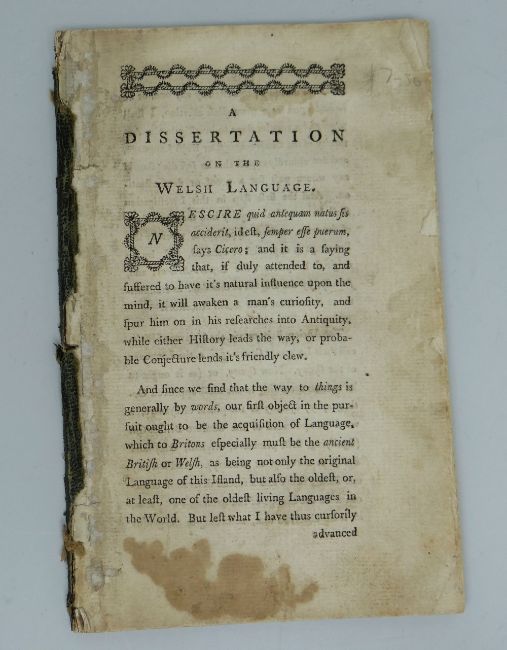 A
DISSERTATION
ON THE
WELSH LANGUAGE.
NESCIRE quid antequam natus ſis
acciderit, id eſt, ſemper eſſe puerum,
ſays Cicero; and it is a ſaying
that, if duly attended to, and
ſuffered to have it's natural influence upon the
mind, it will awaken a man's curioſity, and
ſpur him on in his reſearches into Antiquity,
while either Hiſtory leads the way, or proba-
ble Conjecture lends it's friendly clew.
And ſince we find that the way to things is
generally by words, our firſt object in the pur-
ſuit ought to be the acquiſition of Language,
which to Britons eſpecially muſt be the ancient
Britiſh or Welſh, as being not only the original
Language of this Iſland, but alſo the oldeſt, or,
at leaſt, one of the oldeſt living Languages in
the World. But leſt what I have thus curſorily
advanced